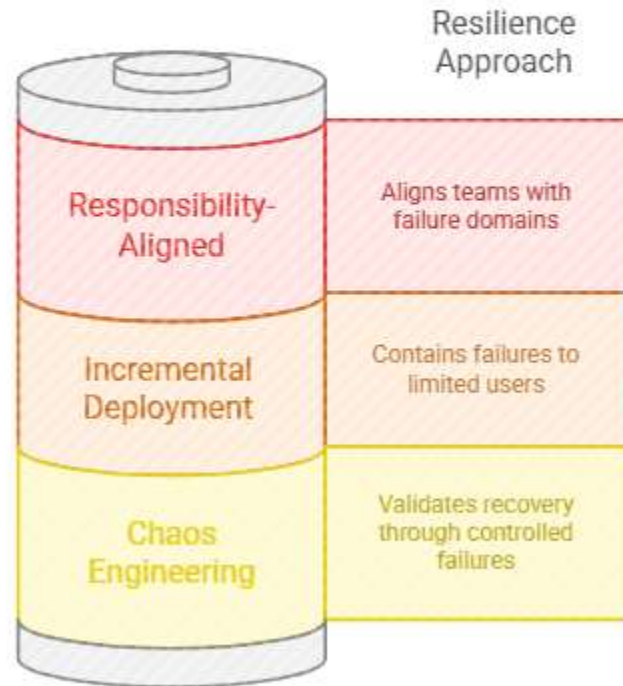 Resilience
Approach
Responsibility-
Aligned
Aligns teams with
failure domains
Incremental
Deployment
Contains failures to
limited users
Chaos
Engineering
Validates recovery
through controlled
failures